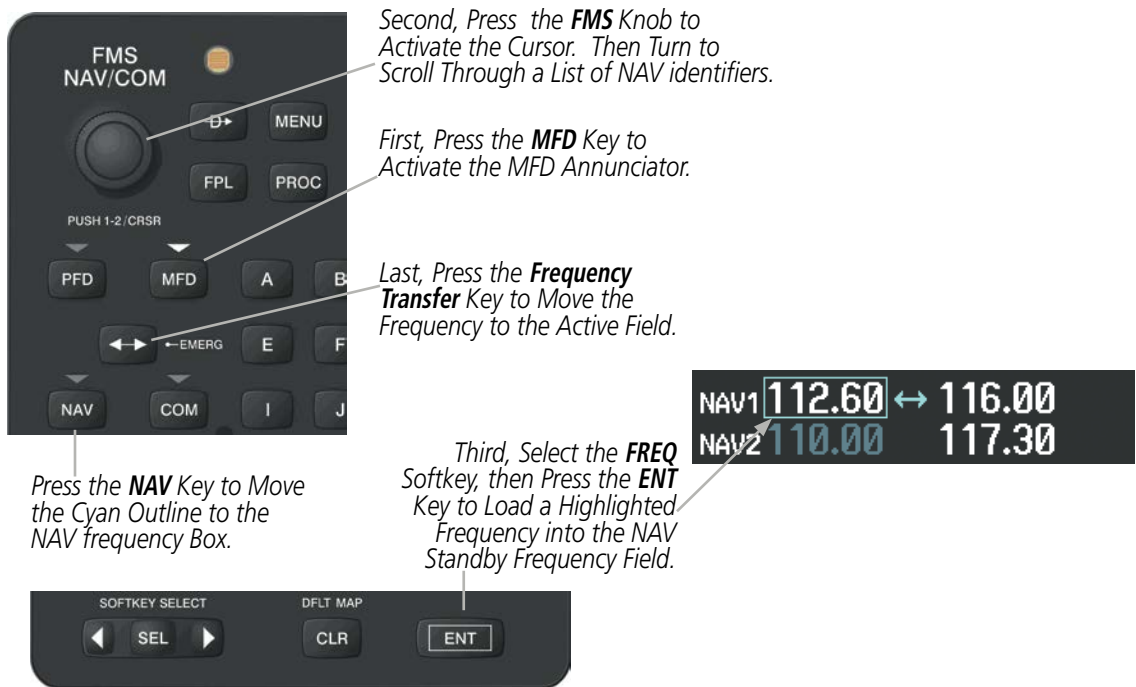 Second, Press the FMS Knob to
Activate the Cursor. Then Turn to
Scroll Through a List of NAV identifiers.
FMS
NAV/COM
D
MENU
First, Press the MFD Key to
Activate the MFD Annunciator.
FPL
PROC
PUSH 1-2/CRSR
PFD
MFD
A
B
Last, Press the Frequency
Transfer Key to Move the
Frequency to the Active Field.
EMERG
E
F
NAV
COM
I
J
NAV1 112.60 ↔ 116.00
NAV2 110.00 117.30
Press the NAV Key to Move
the Cyan Outline to the
NAV frequency Box.
Third, Select the FREQ
Softkey, then Press the ENT
Key to Load a Highlighted
Frequency into the NAV
Standby Frequency Field.
SOFTKEY SELECT
DFLT MAP
SEL
CLR
ENT